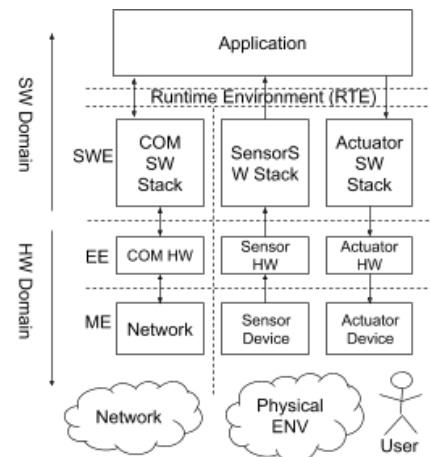 Application
Runtime Environment (RTE)
SW Domain
SWE
COM
SW
Stack
SensorS
W Stack
Actuator
SW
Stack
HW Domain
EE
COM HW
Sensor
HW
Actuator
HW
ME
Network
Sensor
Device
Actuator
Device
Network
Physical
ENV
User